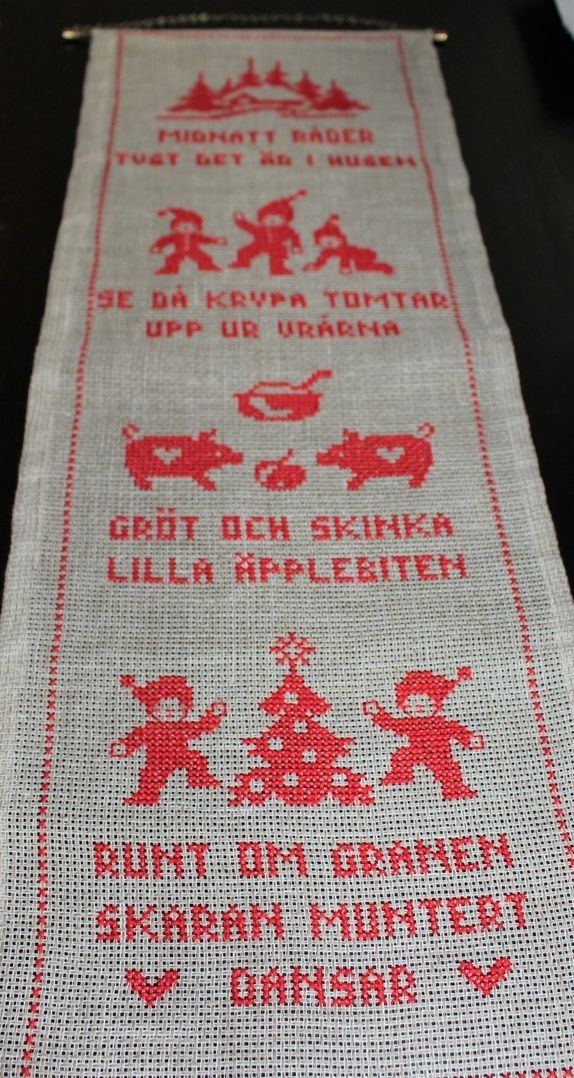 MIDNATT RÅDER
TYST DET ÄR I HUSEN
SE DÅ KRYPA TOMTAR
UPP UR VRÅRNA
GRÖT OCH SKINKA
LILLA ÄPPLEBITEN
RUNT OM GRANEN
SKARAN MUNTERT
DANSAR